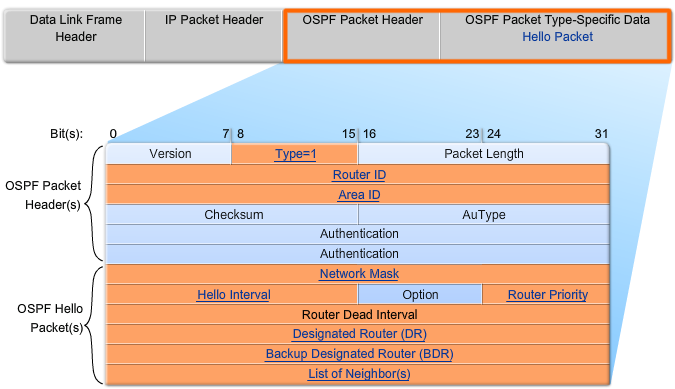 Data Link Frame Header
IP Packet Header
OSPF Packet Header
OSPF Packet Type-Specific Data
Hello Packet
Bit(s): 0 7 8 15 16 23 24 31
OSPF Packet Header(s)
Version Type=1 Packet Length
Router ID
Area ID
Checksum AuType
Authentication
Authentication
OSPF Hello Packet(s)
Network Mask
Hello Interval Option Router Priority
Router Dead Interval
Designated Router (DR)
Backup Designated Router (BDR)
List of Neighbor(s)